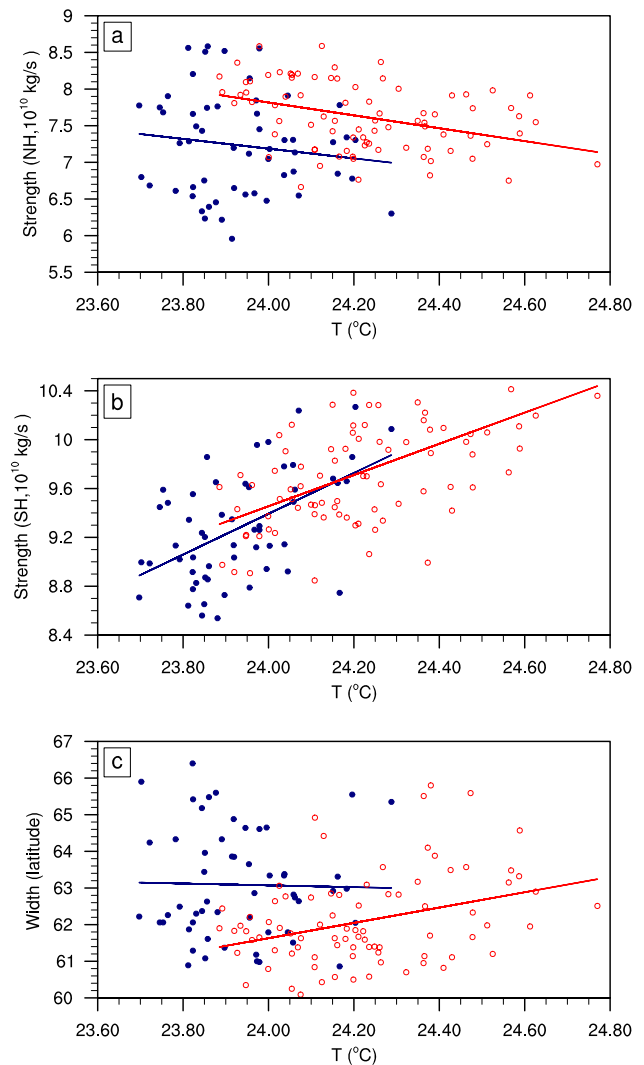 a
Strength (NH,10^10 kg/s )
9
8.5
8
7.5
7
6.5
6
5.5
23.60 23.80 24.00 24.20 24.40 24.60 24.80
T (°C)
b
Strength (SH,10^10 kg/s )
10.4
10
9.6
9.2
8.8
8.4
23.60 23.80 24.00 24.20 24.40 24.60 24.80
T (°C)
c
Width (latitude)
67
66
65
64
63
62
61
60
23.60 23.80 24.00 24.20 24.40 24.60 24.80
T (°C)